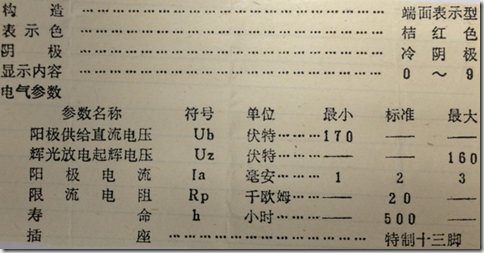 构造 …………………………………… 端面表示型
表示色 …………………………………… 桔红色
阴极 …………………………………… 冷阴极
显示内容 …………………………………… 0～9
电气参数
参数名称 符号 单位 最小 标准 最大
阳极供给直流电压 Ub 伏特……… 170 —— ——
辉光放电起辉电压 Uz 伏特……… —— —— 160
阳极电流 Ia 毫安……… 1 2 3
限流电阻 Rp 千欧姆……… —— 20 ——
寿命 h 小时……… —— 500 ——
插座 …………………………………… 特制十三脚